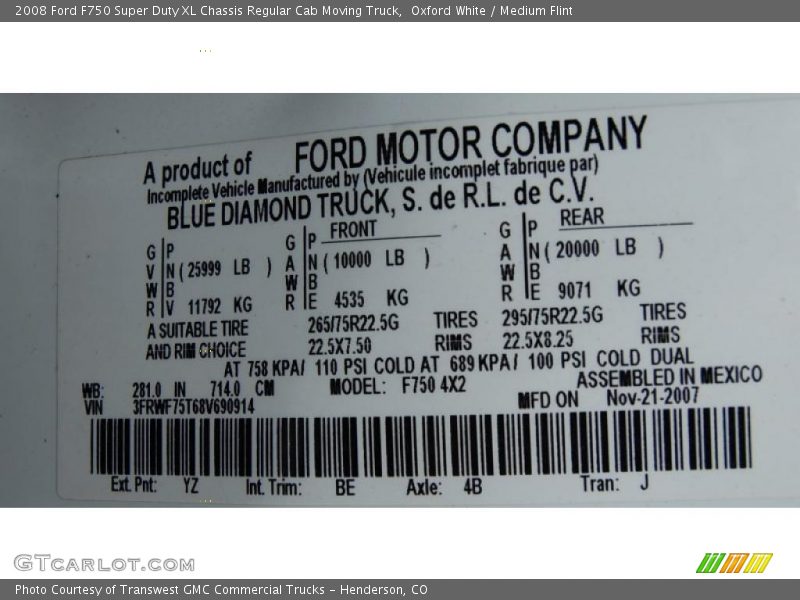 2008 Ford F750 Super Duty XL Chassis Regular Cab Moving Truck,  Oxford White / Medium Flint
A product of FORD MOTOR COMPANY
Incomplete Vehicle Manufactured by (Vehicule incomplet fabrique par)
BLUE DIAMOND TRUCK, S. de R.L. de C.V.
FRONT REAR
GVWR PNBV ( 25999 LB ) GAWR PNBE ( 10000 LB ) GAWR PNBE ( 20000 LB )
11792 KG 4535 KG 9071 KG
A SUITABLE TIRE 265/75R22.5G TIRES 295/75R22.5G TIRES
AND RIM CHOICE 22.5X7.50 RIMS 22.5X8.25 RIMS
AT 758 KPA/ 110 PSI COLD AT 689 KPA/ 100 PSI COLD DUAL
WB: 281.0 IN 714.0 CM MODEL: F750 4X2 ASSEMBLED IN MEXICO
VIN 3FRWF75T68V690914 MFD ON Nov-21-2007
Ext. Pnt: YZ Int. Trim: BE Axle: 4B Tran: J
GTcarlot.com
Photo Courtesy of Transwest GMC Commercial Trucks - Henderson, CO